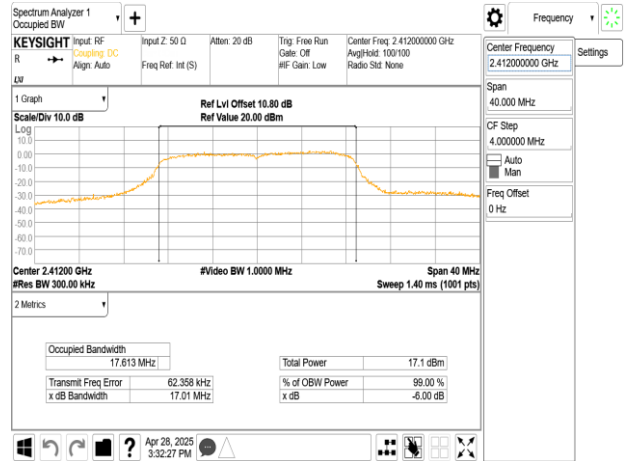 Spectrum Analyzer 1
Occupied BW
Frequency
KEYSIGHT
Input: RF
Coupling: DC
Align: Auto
Input Z: 50 Ω
Freq Ref: Int (S)
Atten: 20 dB
Trig: Free Run
Gate: Off
#IF Gain: Low
Center Freq: 2.412000000 GHz
Avg|Hold: 100/100
Radio Std: None
R
LXI
Center Frequency
2.412000000 GHz
Settings
Span
40.000 MHz
CF Step
4.000000 MHz
Auto
Man
Freq Offset
0 Hz
1 Graph
Scale/Div 10.0 dB
Ref Lvl Offset 10.80 dB
Ref Value 20.00 dBm
Log
10.0
0.00
-10.0
-20.0
-30.0
-40.0
-50.0
-60.0
-70.0
Center 2.41200 GHz
#Res BW 300.00 kHz
#Video BW 1.0000 MHz
Span 40 MHz
Sweep 1.40 ms (1001 pts)
2 Metrics
Occupied Bandwidth
17.613 MHz
Transmit Freq Error 62.358 kHz
x dB Bandwidth 17.01 MHz
Total Power 17.1 dBm
% of OBW Power 99.00 %
x dB -6.00 dB
?
Apr 28, 2025
3:32:27 PM